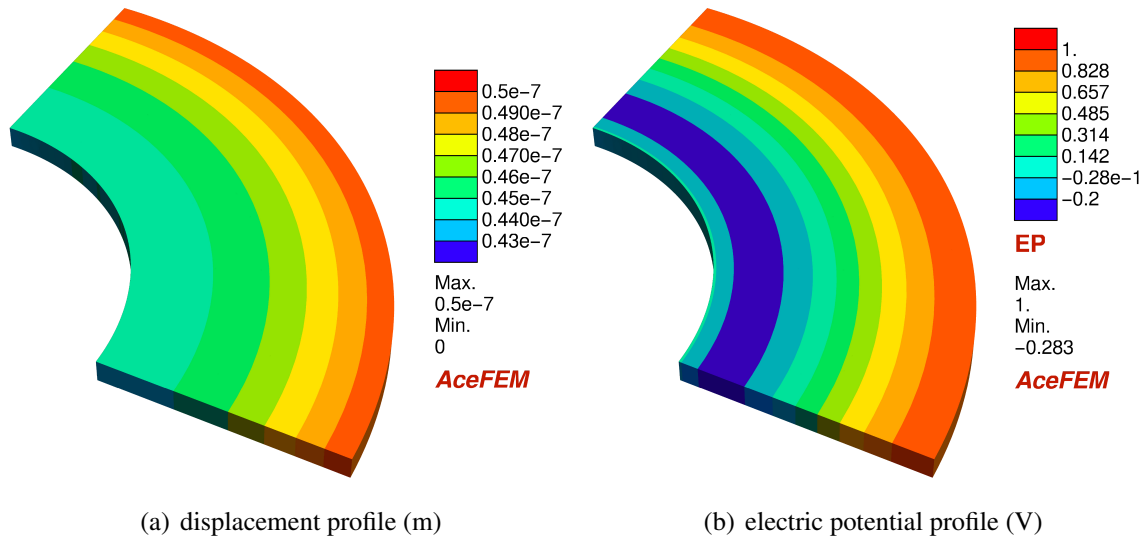 0.5e-7
0.490e-7
0.48e-7
0.470e-7
0.46e-7
0.45e-7
0.440e-7
0.43e-7
Max.
0.5e-7
Min.
0
AceFEM
1.
0.828
0.657
0.485
0.314
0.142
-0.28e-1
-0.2
EP
Max.
1.
Min.
-0.283
AceFEM
(a) displacement profile (m)
(b) electric potential profile (V)